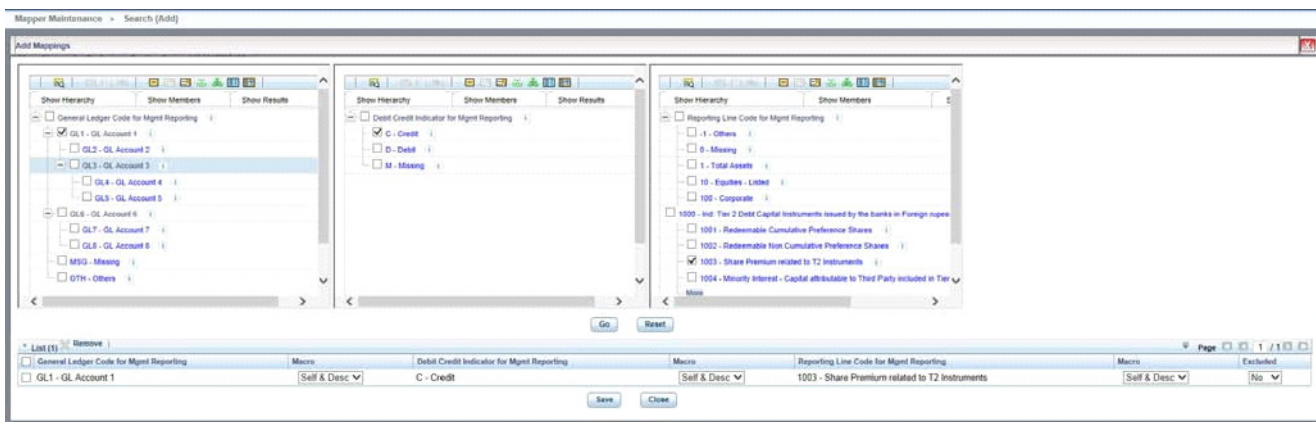 Mapper Maintenance > Search (Add)
Add Mappings
Show Hierarchy Show Members Show Results
General Ledger Code for Mgmt Reporting
GL1 - GL Account 1
GL2 - GL Account 2
GL3 - GL Account 3
GL4 - GL Account 4
GL5 - GL Account 5
GL6 - GL Account 6
GL7 - GL Account 7
GL8 - GL Account 8
MSG - Missing
OTH - Others
Show Hierarchy Show Members Show Results
Debit Credit Indicator for Mgmt Reporting
C - Credit
D - Debit
M - Missing
Show Hierarchy Show Members S
Reporting Line Code for Mgmt Reporting
-1 - Others
0 - Missing
1 - Total Assets
10 - Equities - Listed
100 - Corporate
1000 - Ind: Tier 2 Debt Capital Instruments issued by the banks in Foreign rupee
1001 - Redeemable Cumulative Preference Shares
1002 - Redeemable Non Cumulative Preference Shares
1003 - Share Premium related to T2 Instruments
1004 - Minority Interest - Capital attributable to Third Party included in Tier
More
Go Reset
List (1) Remove Page 1 / 1
General Ledger Code for Mgmt Reporting Macro Debit Credit Indicator for Mgmt Reporting Macro Reporting Line Code for Mgmt Reporting Macro Excluded
GL1 - GL Account 1 Self & Desc C - Credit Self & Desc 1003 - Share Premium related to T2 Instruments Self & Desc No
Save Close